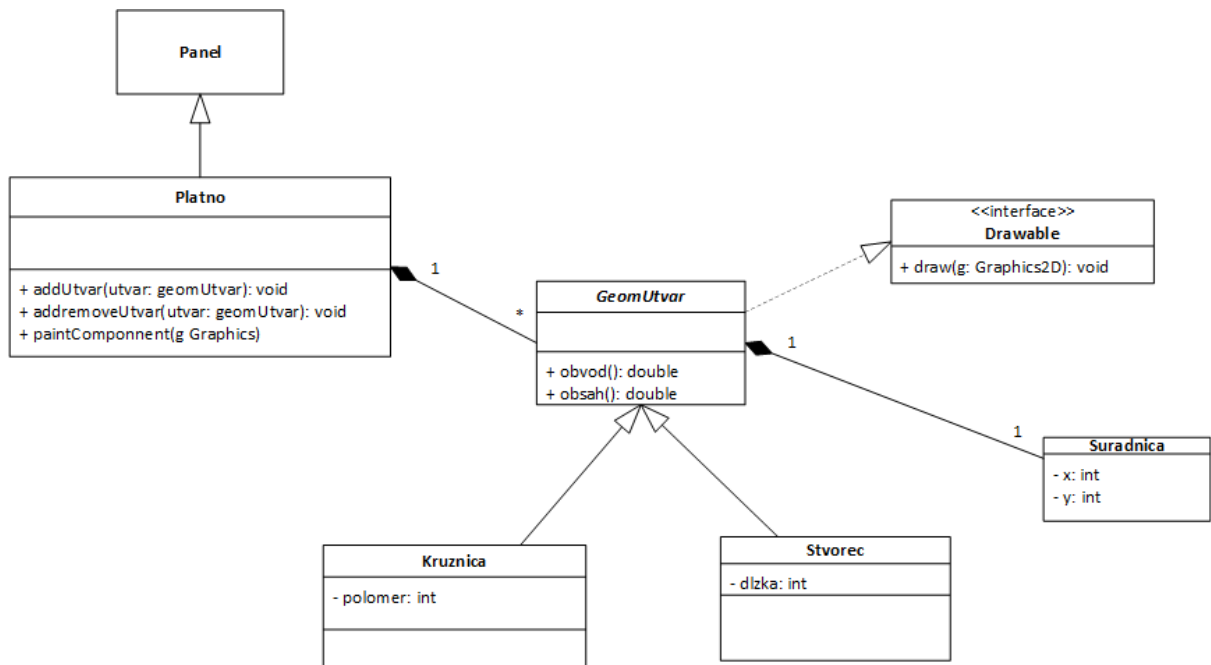 Panel
Platno
+ addUtvar(utvar: geomUtvar): void
+ addremoveUtvar(utvar: geomUtvar): void
+ paintComponnent(g Graphics)
1
*
<<interface>>
Drawable
+ draw(g: Graphics2D): void
GeomUtvar
+ obvod(): double
+ obsah(): double
1
1
Suradnica
- x: int
- y: int
Kruznica
- polomer: int
Stvorec
- dlzka: int